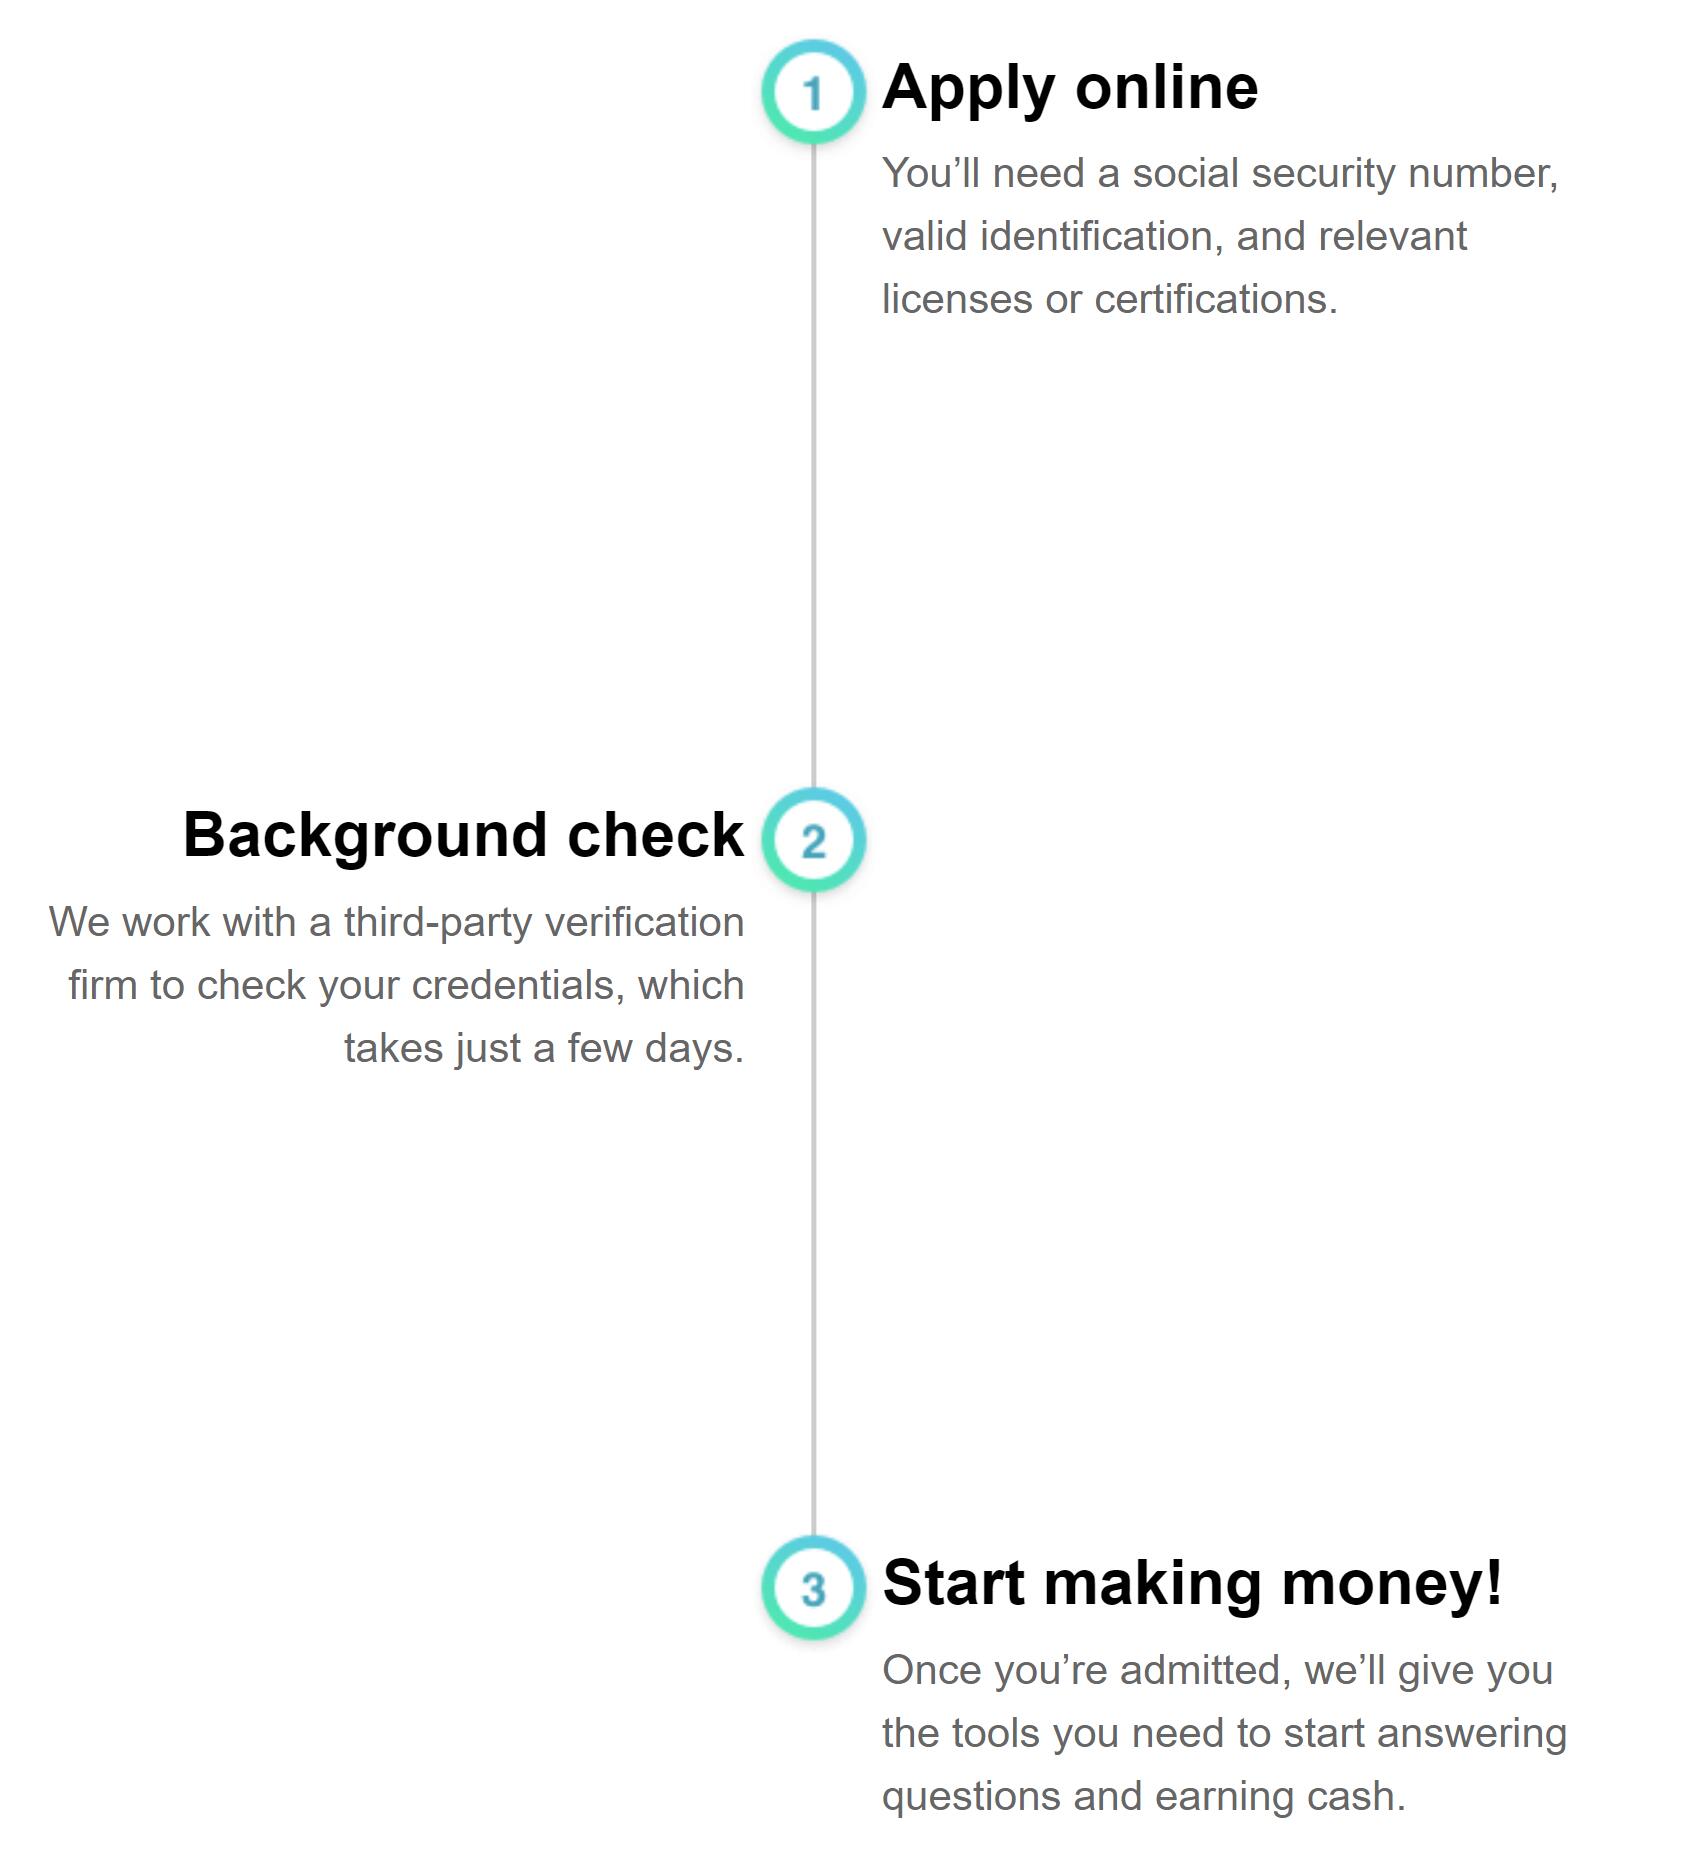 1
Apply online
You’ll need a social security number,
valid identification, and relevant
licenses or certifications.
2
Background check
We work with a third-party verification
firm to check your credentials, which
takes just a few days.
3
Start making money!
Once you’re admitted, we’ll give you
the tools you need to start answering
questions and earning cash.